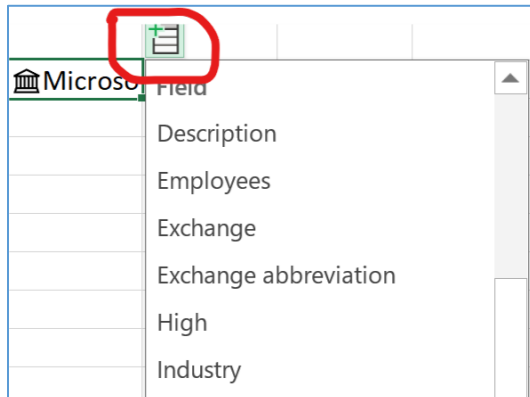 Microso
Field
Description
Employees
Exchange
Exchange abbreviation
High
Industry